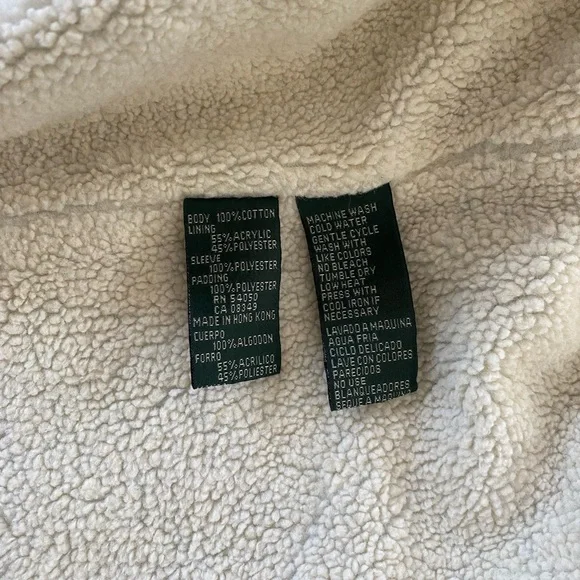 BODY 100%COTTON
LINING
55%ACRYLIC
45%POLYESTER
SLEEVE
100%POLYESTER
PADDING
100%POLYESTER
RN 54050
CA 08349
MADE IN HONG KONG
CUERPO
100%ALGODON
FORRO
55%ACRILICO
45%POLIESTER
MACHINE WASH
COLD WATER
GENTLE CYCLE
WASH WITH
LIKE COLORS
NO BLEACH
TUMBLE DRY
LOW HEAT
PRESS WITH
COOL IRON IF
NECESSARY
LAVADO A MAQUINA
AGUA FRIA
CICLO DELICADO
LAVE CON COLORES
PARECIDOS
NO USE
BLANQUEADORES
SEQUE A MAQUINA